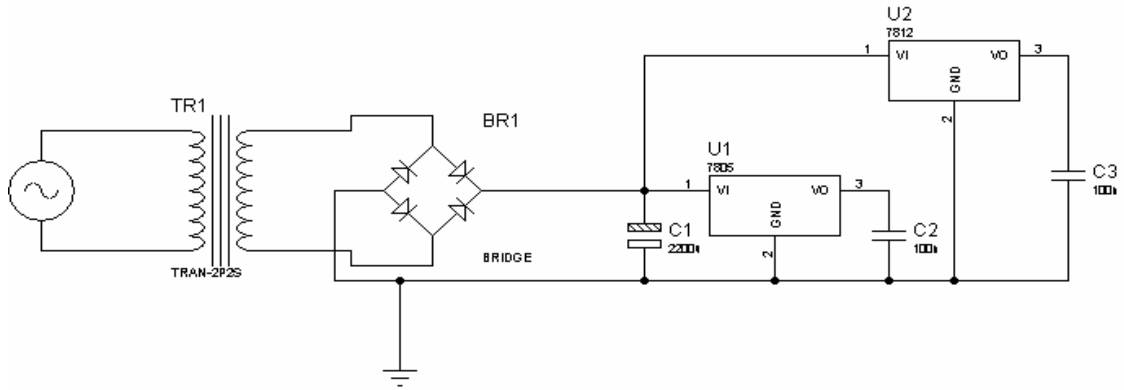 U2
7812
1
VI
VO
3
GND
2
TR1
BR1
U1
7805
1
VI
VO
3
GND
2
C3
100n
C1
2200u
C2
100n
BRIDGE
TRAN-2P2S